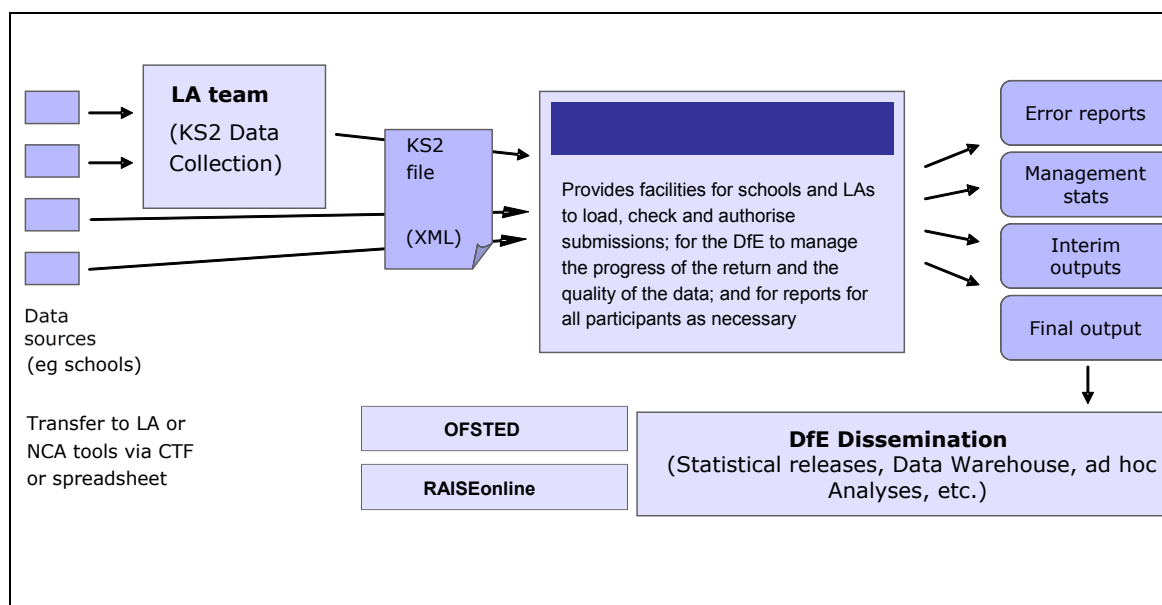 LA team
(KS2 Data
Collection)
KS2
file
(XML)
Provides facilities for schools and LAs
to load, check and authorise
submissions; for the DfE to manage
the progress of the return and the
quality of the data; and for reports for
all participants as necessary
Error reports
Management
stats
Interim
outputs
Final output
Data
sources
(eg schools)
Transfer to LA or
NCA tools via CTF
or spreadsheet
OFSTED
RAISEonline
DfE Dissemination
(Statistical releases, Data Warehouse, ad hoc
Analyses, etc.)